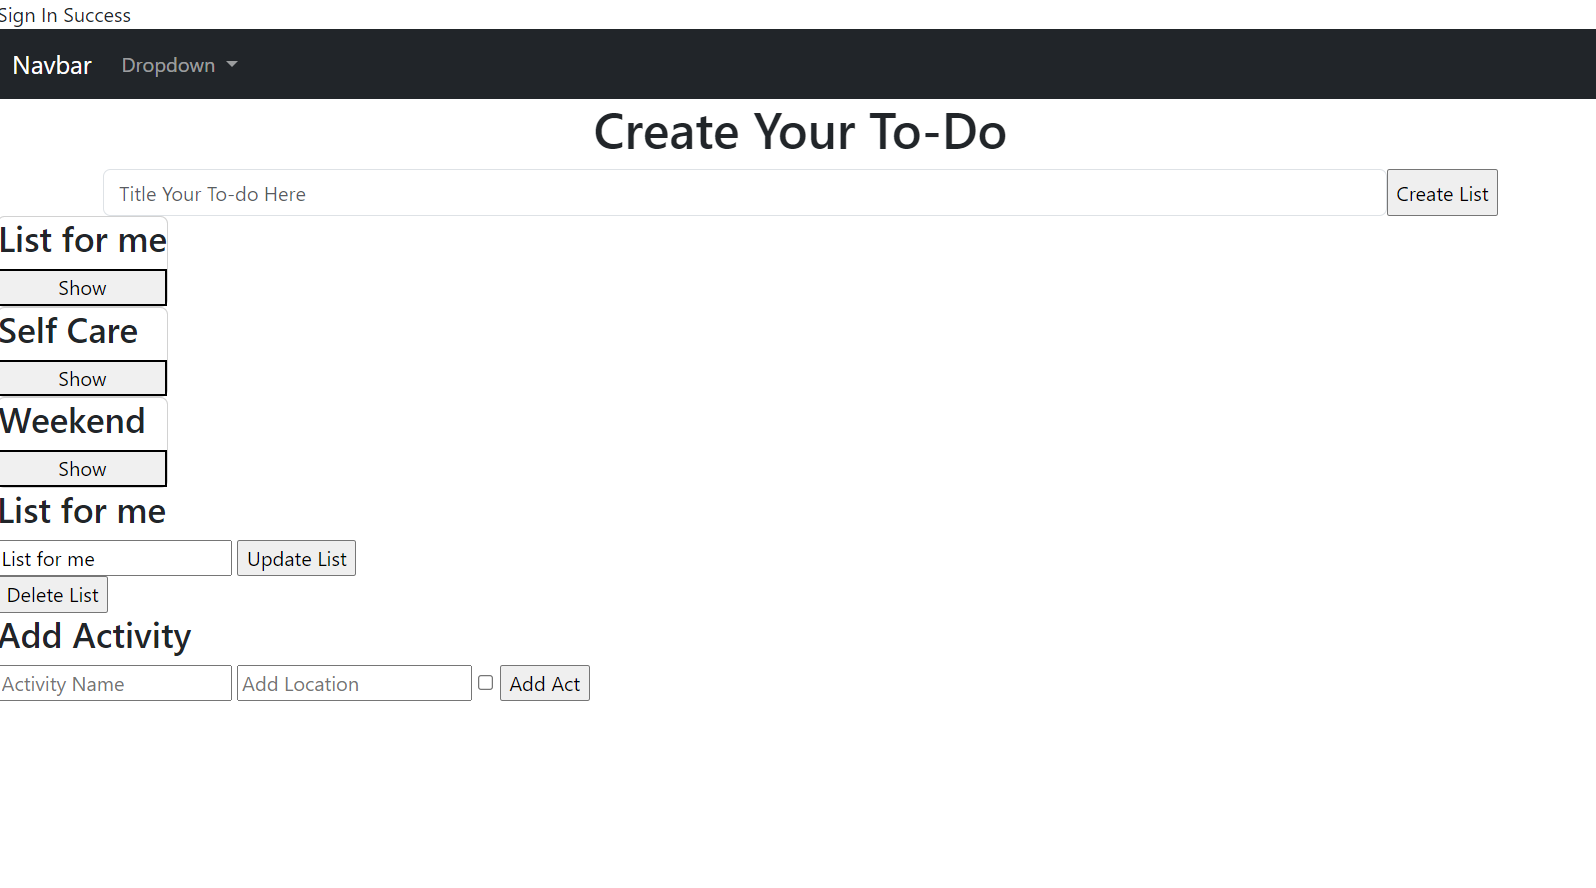 Sign In Success
Navbar Dropdown
Create Your To-Do
Title Your To-do Here Create List
List for me
Show
Self Care
Show
Weekend
Show
List for me
List for me Update List
Delete List
Add Activity
Activity Name Add Location Add Act